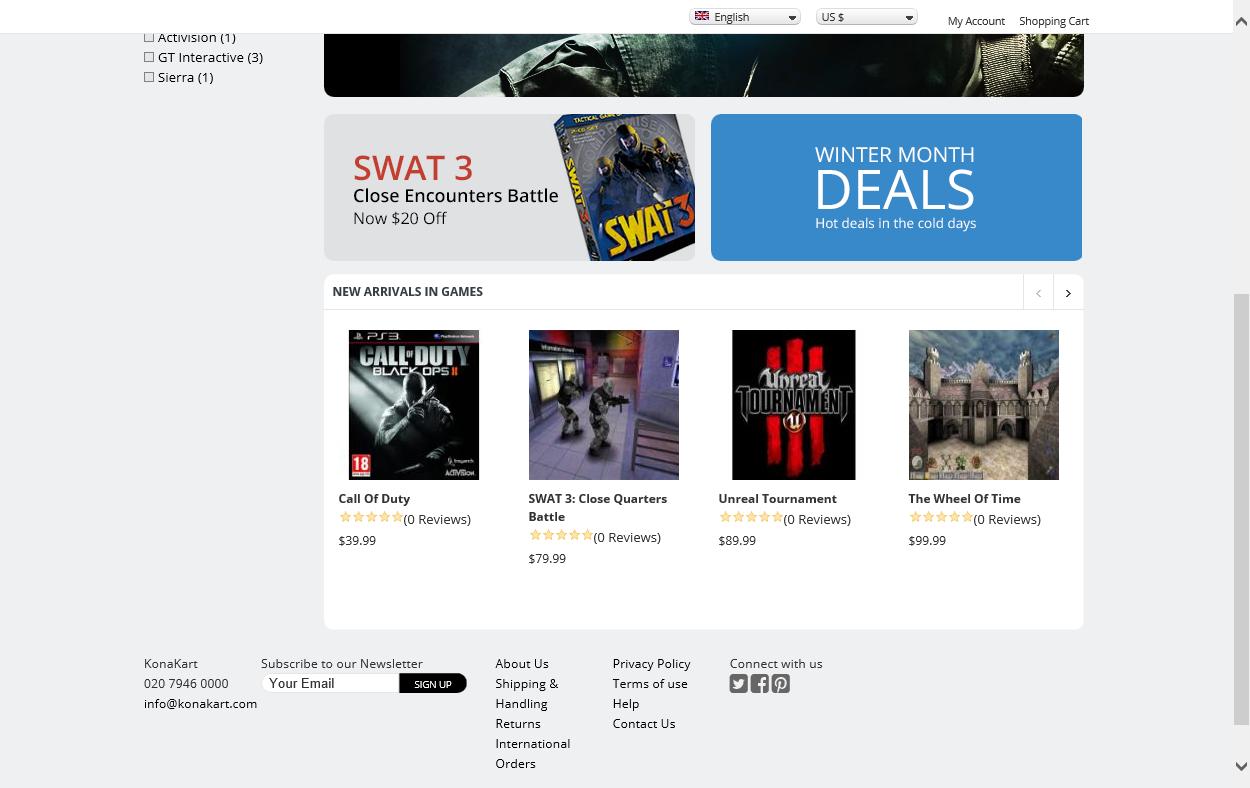 English
US $
My Account
Shopping Cart
Activision (1)
GT Interactive (3)
Sierra (1)
SWAT 3
Close Encounters Battle
Now $20 Off
TACTICAL GAME
SWAT 3
SWAT 3
WINTER MONTH
DEALS
Hot deals in the cold days
NEW ARRIVALS IN GAMES
PS3
CALL OF DUTY
BLACK OPS II
18
ACTIVISION
Unreal
TOURNAMENT
Call Of Duty
(0 Reviews)
$39.99
SWAT 3: Close Quarters
Battle
(0 Reviews)
$79.99
Unreal Tournament
(0 Reviews)
$89.99
The Wheel Of Time
(0 Reviews)
$99.99
KonaKart
020 7946 0000
info@konakart.com
Subscribe to our Newsletter
Your Email
SIGN UP
About Us
Shipping &
Handling
Returns
International
Orders
Privacy Policy
Terms of use
Help
Contact Us
Connect with us